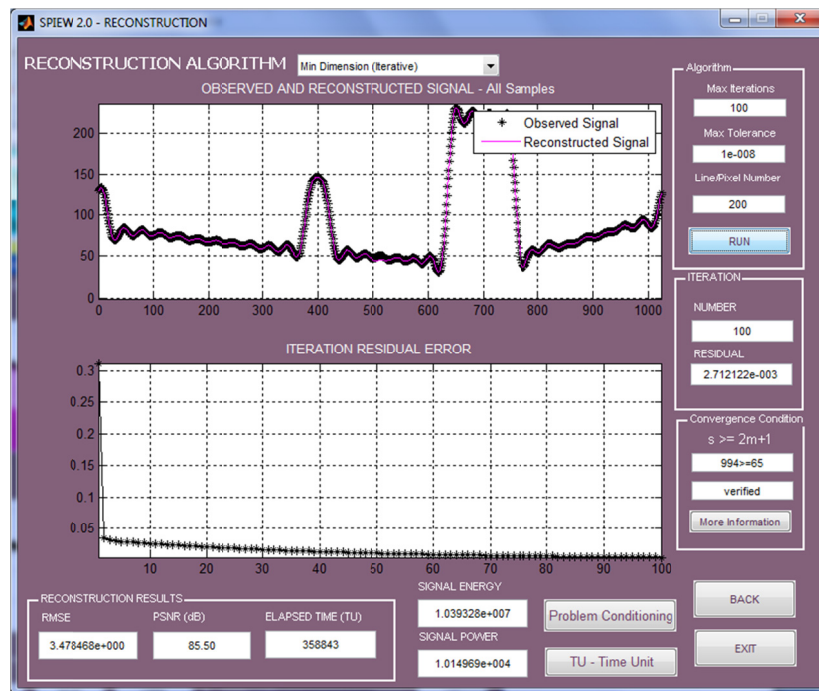 SPIEW 2.0 - RECONSTRUCTION
RECONSTRUCTION ALGORITHM
Min Dimension (Iterative)
OBSERVED AND RECONSTRUCTED SIGNAL - All Samples
200
150
100
50
0
Observed Signal
Reconstructed Signal
0 100 200 300 400 500 600 700 800 900 1000
Algorithm
Max Iterations
100
Max Tolerance
1e-008
Line/Pixel Number
200
RUN
ITERATION
NUMBER
100
RESIDUAL
2.712122e-003
ITERATION RESIDUAL ERROR
0.3
0.25
0.2
0.15
0.1
0.05
10 20 30 40 50 60 70 80 90 100
Convergence Condition
s >= 2m+1
994>=65
verified
More Information
RECONSTRUCTION RESULTS
RMSE
3.478468e+000
PSNR (dB)
85.50
ELAPSED TIME (TU)
358843
SIGNAL ENERGY
1.039328e+007
SIGNAL POWER
1.014969e+004
Problem Conditioning
TU - Time Unit
BACK
EXIT